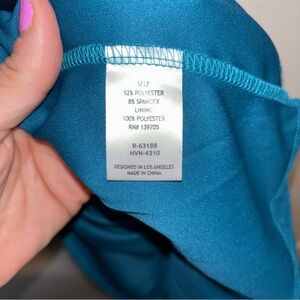 SELF
92% POLYESTER
8% SPANDEX
LINING
100% POLYESTER
RN# 139705
R-63188
HVN-4310
DESIGNED IN LOS ANGELES
MADE IN CHINA